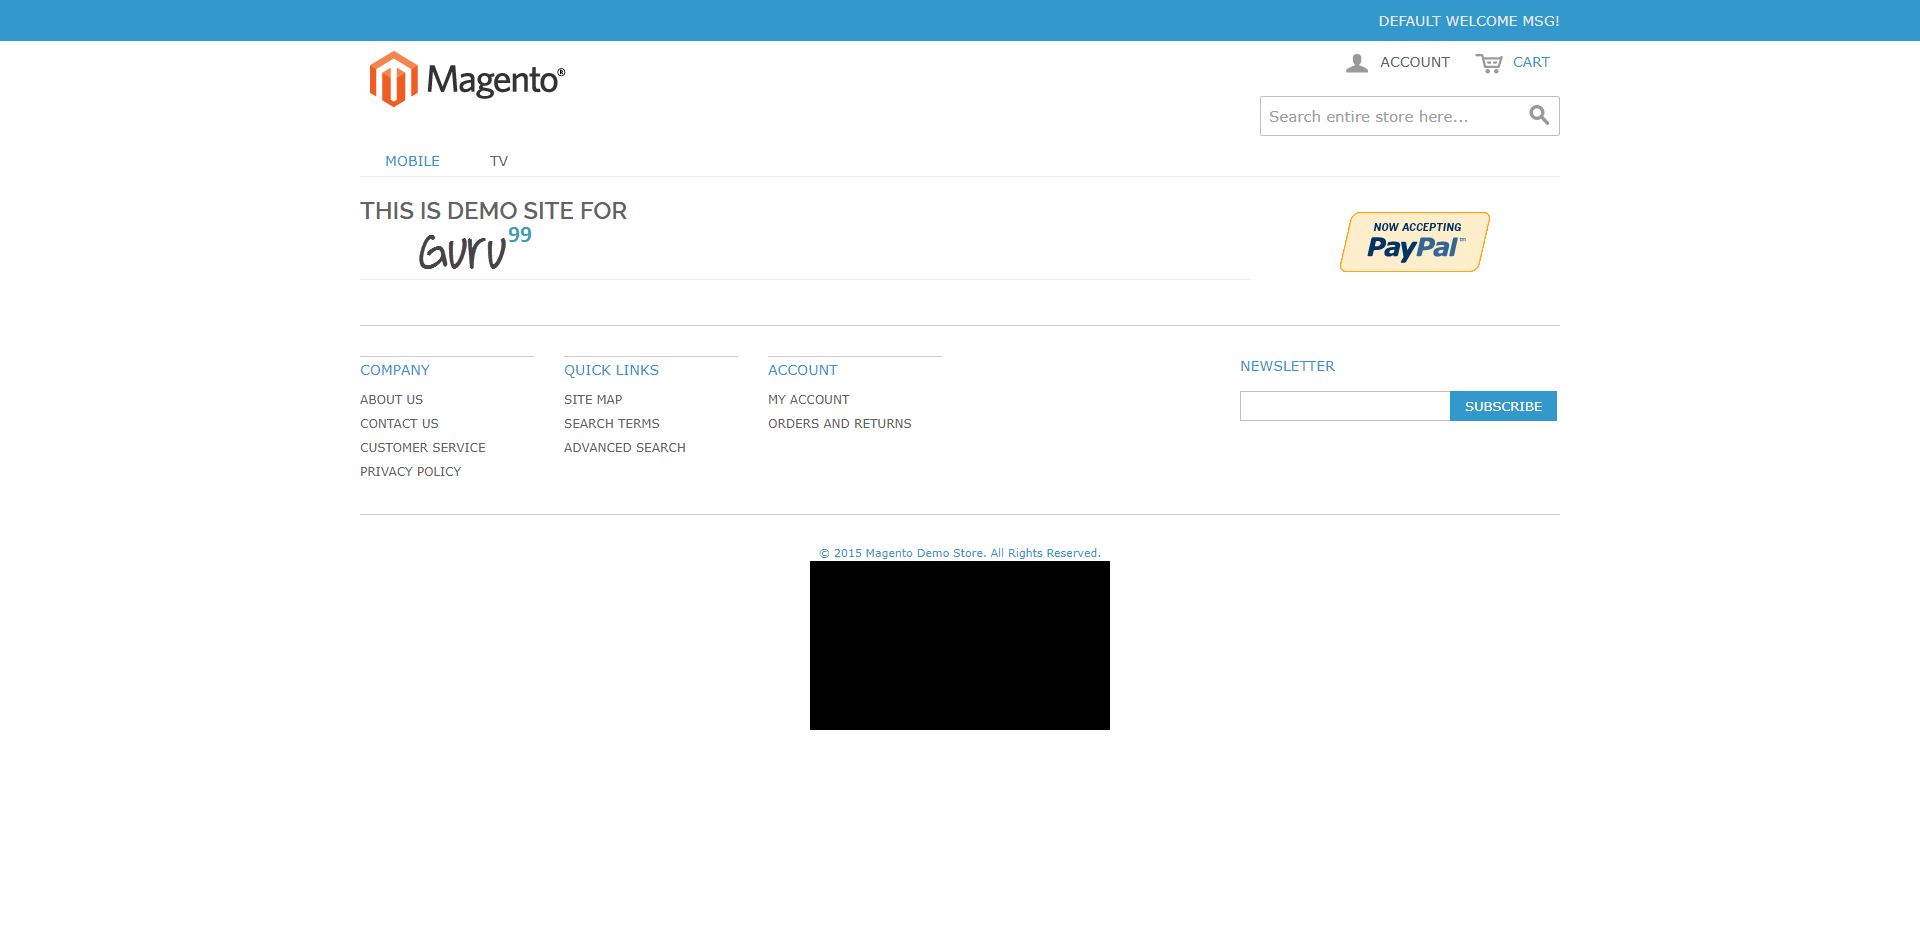 DEFAULT WELCOME MSG!
Magento®
ACCOUNT
CART
Search entire store here...
MOBILE
TV
THIS IS DEMO SITE FOR
Guru99
NOW ACCEPTING
PayPal™
COMPANY
ABOUT US
CONTACT US
CUSTOMER SERVICE
PRIVACY POLICY
QUICK LINKS
SITE MAP
SEARCH TERMS
ADVANCED SEARCH
ACCOUNT
MY ACCOUNT
ORDERS AND RETURNS
NEWSLETTER
SUBSCRIBE
© 2015 Magento Demo Store. All Rights Reserved.